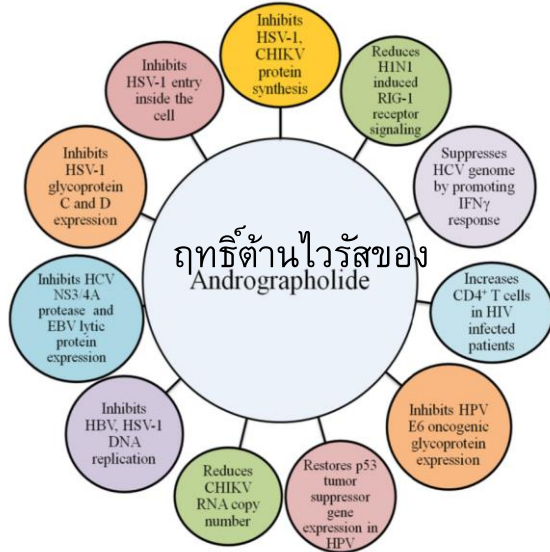 Inhibits
HSV-1,
CHIKV
protein
synthesis
Reduces
H1N1
induced
RIG-1
receptor
signaling
Suppresses
HCV genome
by promoting
IFNγ
response
Increases
CD4⁺ T cells
in HIV
infected
patients
Inhibits HPV
E6 oncogenic
glycoprotein
expression
Restores p53
tumor
suppressor
gene
expression in
HPV
Reduces
CHIKV
RNA copy
number
Inhibits
HBV, HSV-1
DNA
replication
Inhibits HCV
NS3/4A
protease and
EBV lytic
protein
expression
Inhibits
HSV-1
glycoprotein
C and D
expression
Inhibits
HSV-1 entry
inside the
cell
ฤทธิ์ต้านไวรัสของ
Andrographolide